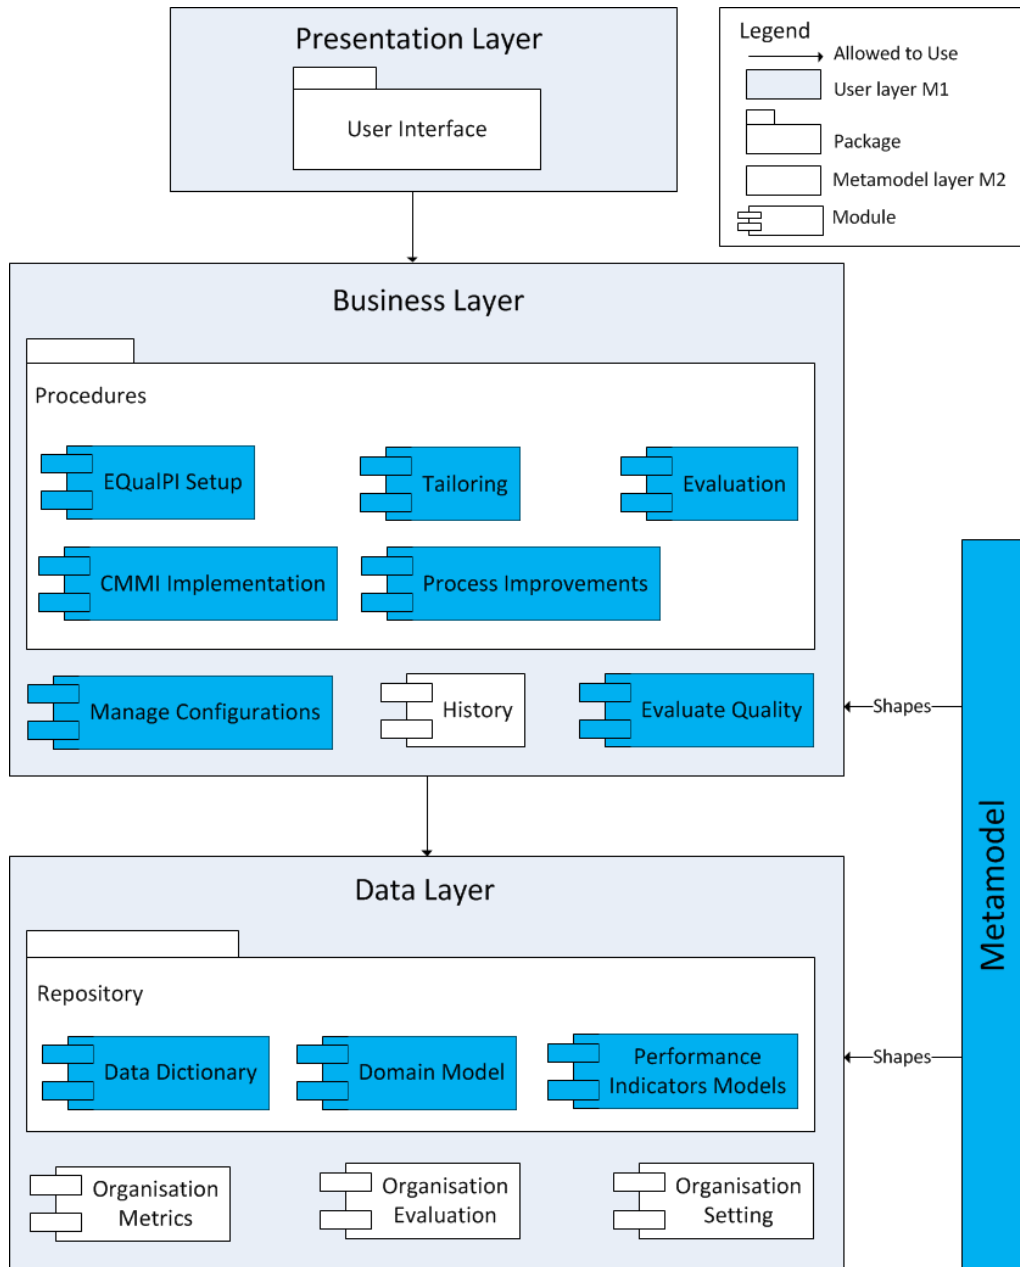 Presentation Layer
User Interface
Legend
Allowed to Use
User layer M1
Package
Metamodel layer M2
Module
Business Layer
Procedures
EQualPI Setup
Tailoring
Evaluation
CMMI Implementation
Process Improvements
Manage Configurations
History
Evaluate Quality
Shapes
Metamodel
Data Layer
Repository
Data Dictionary
Domain Model
Performance
Indicators Models
Shapes
Organisation
Metrics
Organisation
Evaluation
Organisation
Setting